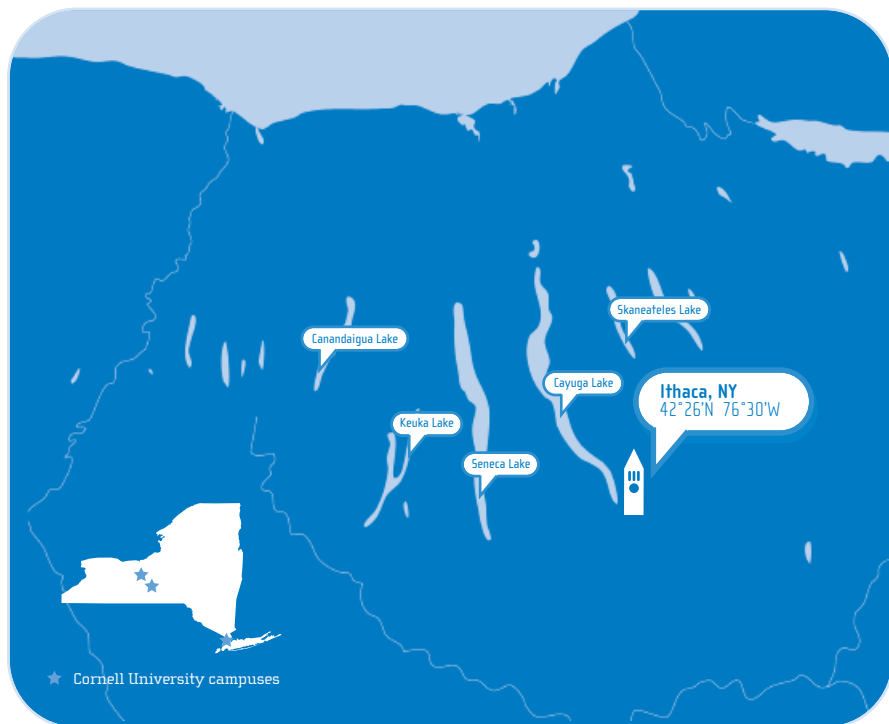 Skaneateles Lake
Canandaigua Lake
Cayuga Lake
Ithaca, NY
42°26'N 76°30'W
Keuka Lake
Seneca Lake
Cornell University campuses